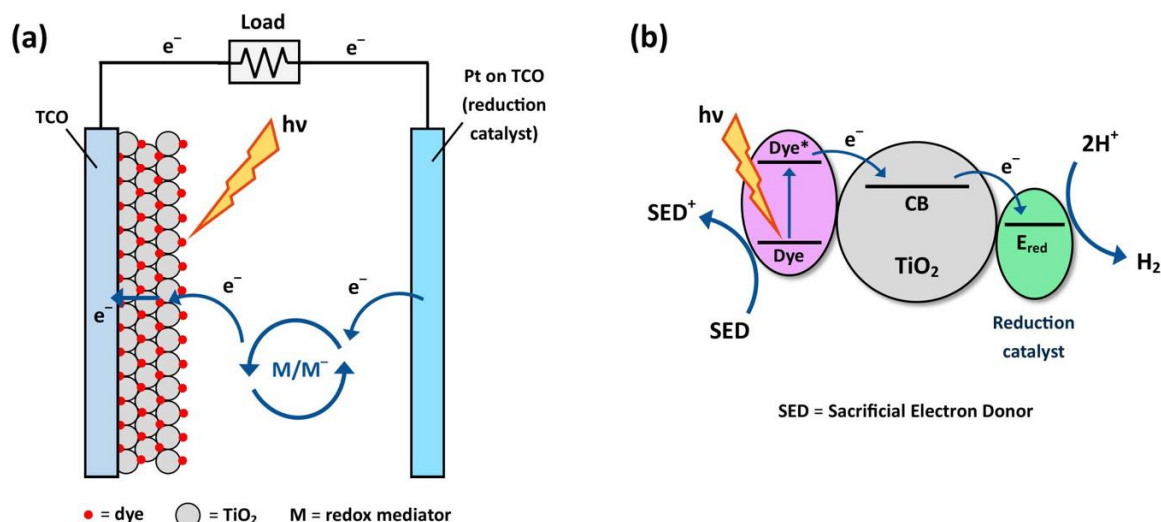 (a)
Load
e⁻
e⁻
TCO
hν
Pt on TCO
(reduction
catalyst)
e⁻
e⁻
e⁻
M/M⁻
= dye
= TiO₂
M = redox mediator
(b)
hν
Dye*
e⁻
e⁻
2H⁺
CB
SED⁺
Dye
TiO₂
E_red
H₂
SED
Reduction
catalyst
SED = Sacrificial Electron Donor